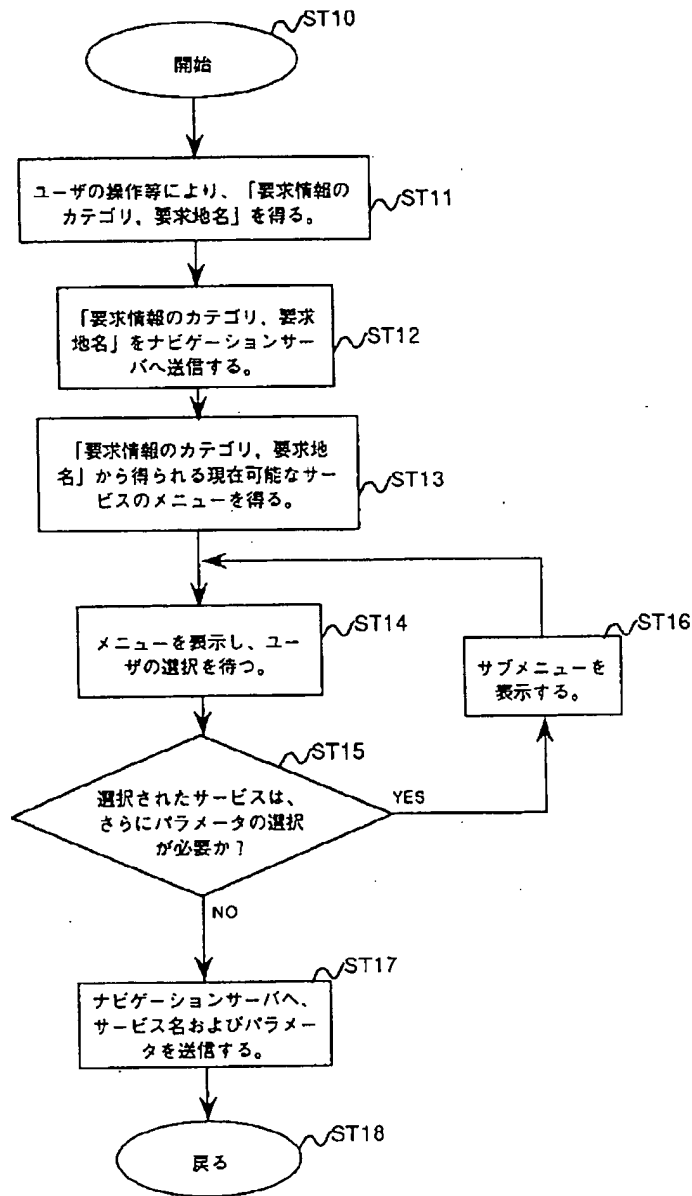 ST10
開始
ユーザの操作等により、「要求情報の
カテゴリ，要求地名」を得る。
ST11
「要求情報のカテゴリ、要求
地名」をナビゲーションサー
バへ送信する。
ST12
「要求情報のカテゴリ，要求地
名」から得られる現在可能なサー
ビスのメニューを得る。
ST13
メニューを表示し、ユー
ザの選択を待つ。
ST14
ST16
サブメニューを
表示する。
ST15
選択されたサービスは、
さらにパラメータの選択
が必要か？
YES
NO
ST17
ナビゲーションサーバへ、
サービス名およびパラメー
タを送信する。
ST18
戻る